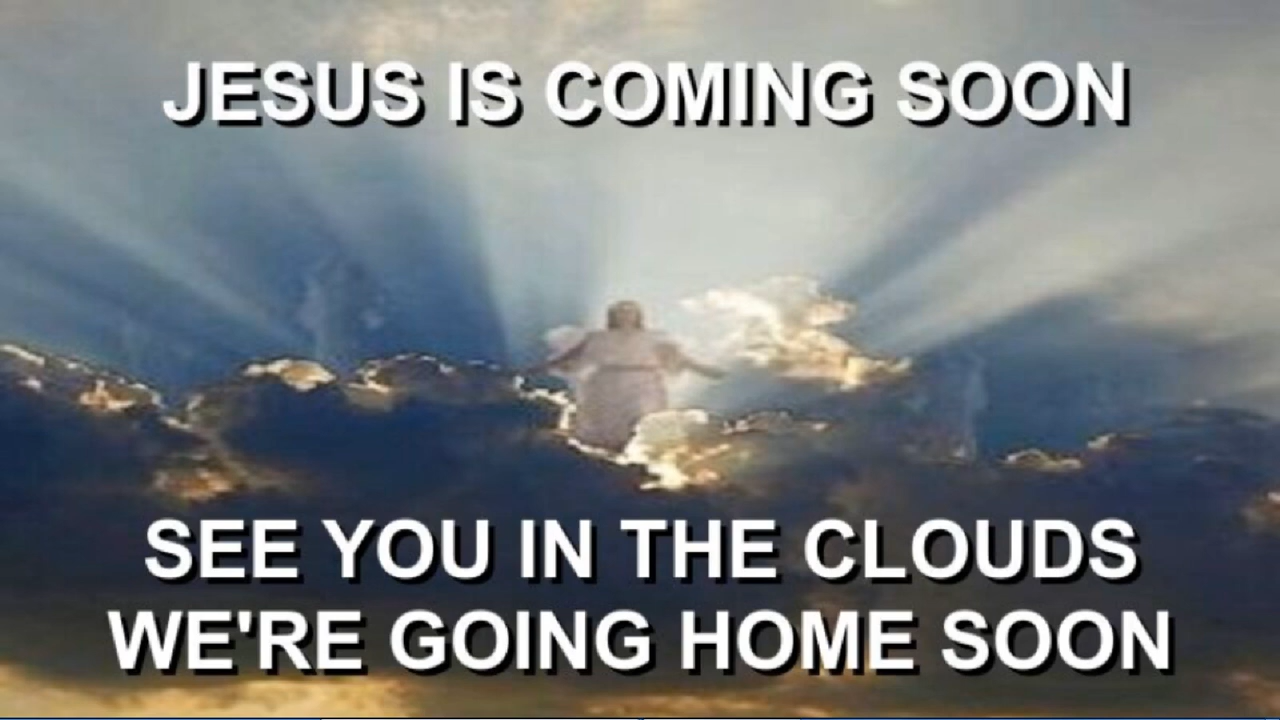 JESUS IS COMING SOON
SEE YOU IN THE CLOUDS
WE'RE GOING HOME SOON